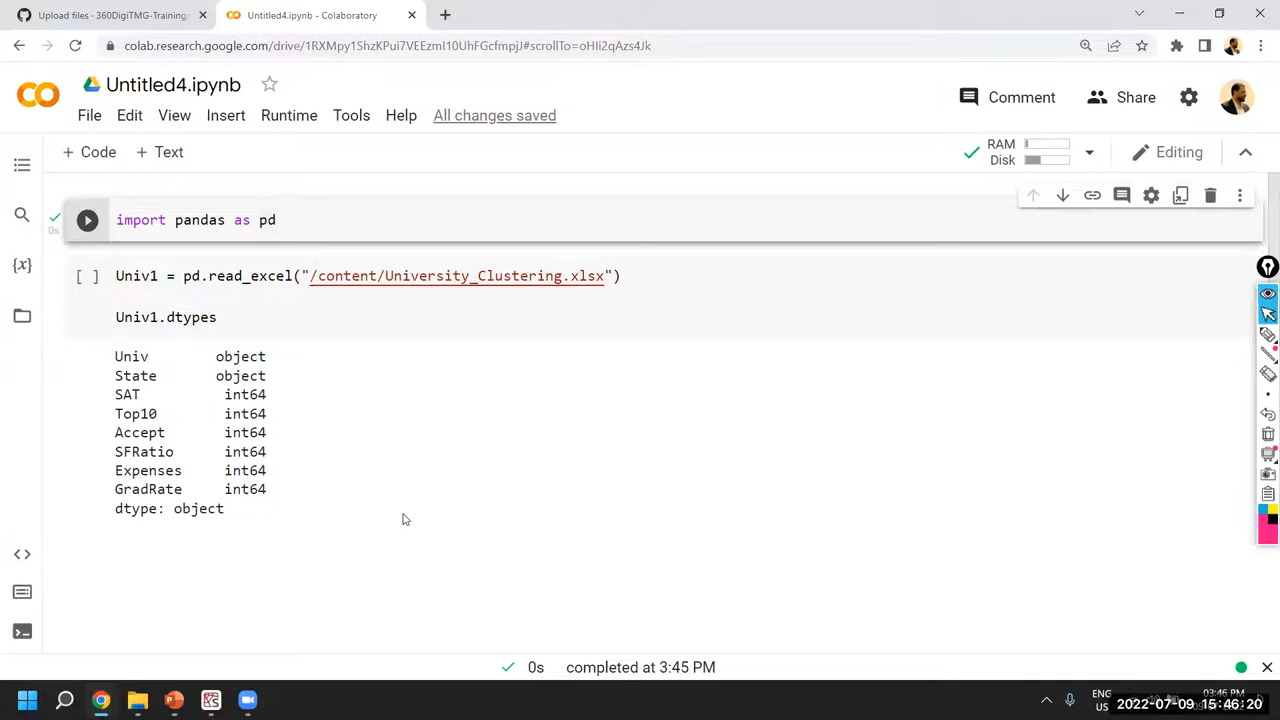 Upload files - 360DigiTMG-Training
Untitled4.ipynb - Colaboratory
colab.research.google.com/drive/1RXMpy1ShzKPui7VEEzmI10UhFGcfmpjJ#scrollTo=oHIi2qAzs4Jk
Untitled4.ipynb
Comment
Share
File Edit View Insert Runtime Tools Help All changes saved
+ Code + Text
RAM
Disk
Editing
0s
import pandas as pd
[ ] Univ1 = pd.read_excel("/content/University_Clustering.xlsx")
Univ1.dtypes
Univ object
State object
SAT int64
Top10 int64
Accept int64
SFRatio int64
Expenses int64
GradRate int64
dtype: object
0s completed at 3:45 PM
ENG
US
03:46 PM
2022-07-09 15:46:20